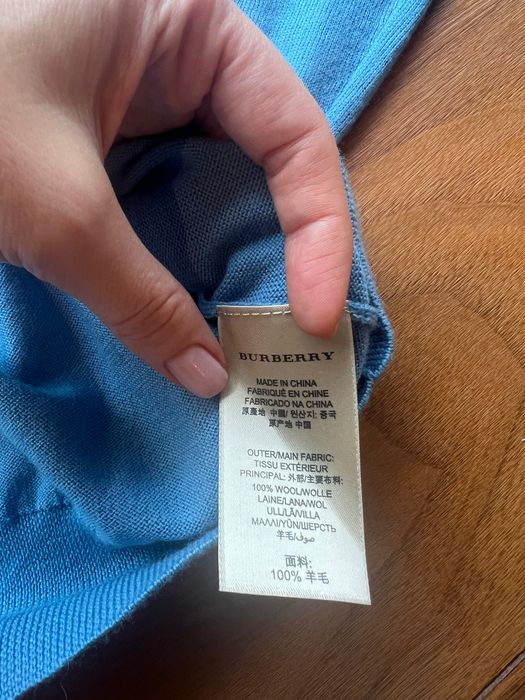 BURBERRY
MADE IN CHINA
FABRIQUÉ EN CHINE
FABRICADO NA CHINA
原產地 中國/ 원산지: 중국
原产地 中国
OUTER/MAIN FABRIC:
TISSU EXTÉRIEUR
PRINCIPAL: 外部/主要布料:
100% WOOL/WOLLE
LAINE/LANA/WOL
ULL/LÃ/VILLA
ΜΑΛΛΙ/YÜN/ШЕРСТЬ
羊毛/صوف
面料:
100% 羊毛